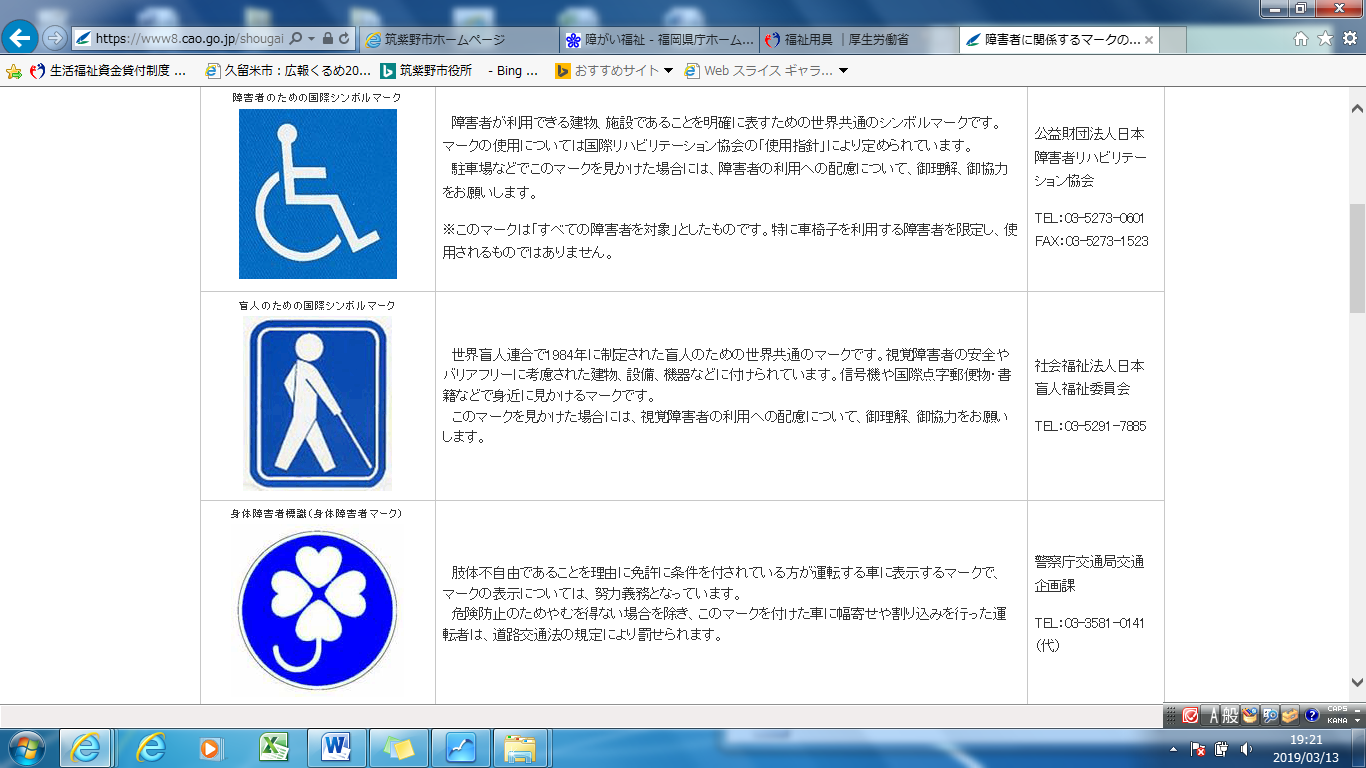 https://www8.cao.go.jp/shougai
筑紫野市ホームページ
障がい福祉 - 福岡県庁ホーム...
福祉用具 | 厚生労働省
障害者に関係するマークの...
生活福祉資金貸付制度 ...
久留米市:広報くるめ20...
筑紫野市役所 - Bing ...
おすすめサイト
Web スライス ギャラ...
障害者のための国際シンボルマーク
障害者が利用できる建物、施設であることを明確に表すための世界共通のシンボルマークです。
マークの使用については国際リハビリテーション協会の「使用指針」により定められています。
駐車場などでこのマークを見かけた場合には、障害者の利用への配慮について、御理解、御協力
をお願いします。
※このマークは「すべての障害者を対象」としたものです。特に車椅子を利用する障害者を限定し、使
用されるものではありません。
公益財団法人日本
障害者リハビリテー
ション協会
TEL:03-5273-0601
FAX:03-5273-1523
盲人のための国際シンボルマーク
世界盲人連合で1984年に制定された盲人のための世界共通のマークです。視覚障害者の安全や
バリアフリーに考慮された建物、設備、機器などに付けられています。信号機や国際点字郵便物・書
籍などで身近に見かけるマークです。
このマークを見かけた場合には、視覚障害者の利用への配慮について、御理解、御協力をお願い
します。
社会福祉法人日本
盲人福祉委員会
TEL:03-5291-7885
身体障害者標識(身体障害者マーク)
肢体不自由であることを理由に免許に条件を付されている方が運転する車に表示するマークで、
マークの表示については、努力義務となっています。
危険防止のためやむを得ない場合を除き、このマークを付けた車に幅寄せや割り込みを行った運
転者は、道路交通法の規定により罰せられます。
警察庁交通局交通
企画課
TEL:03-3581-0141
(代)
A 般
CAPS
KANA
19:21
2019/03/13